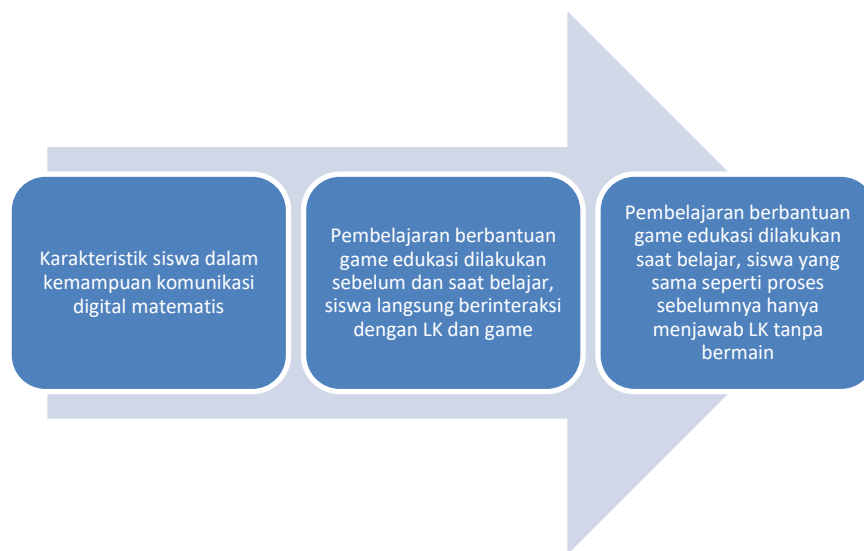 Karakteristik siswa dalam
kemampuan komunikasi
digital matematis
Pembelajaran berbantuan
game edukasi dilakukan
sebelum dan saat belajar,
siswa langsung berinteraksi
dengan LK dan game
Pembelajaran berbantuan
game edukasi dilakukan
saat belajar, siswa yang
sama seperti proses
sebelumnya hanya
menjawab LK tanpa
bermain